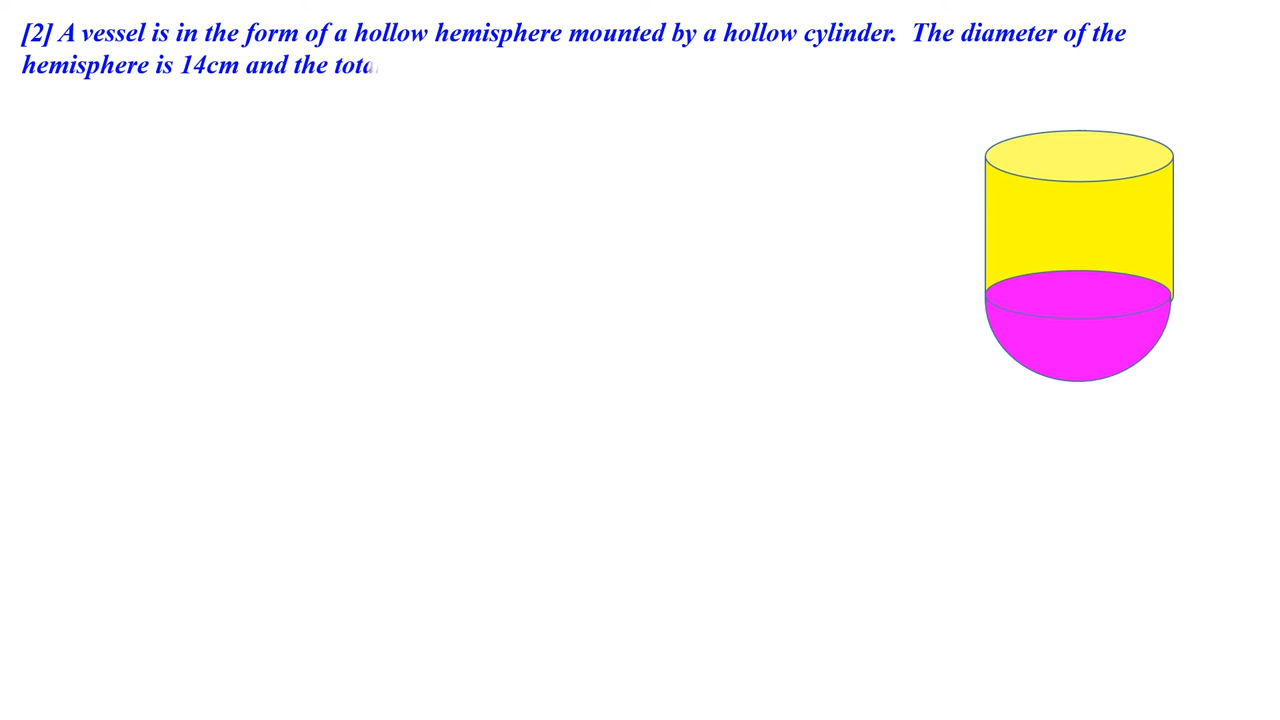 [2] A vessel is in the form of a hollow hemisphere mounted by a hollow cylinder. The diameter of the
hemisphere is 14cm and the tota